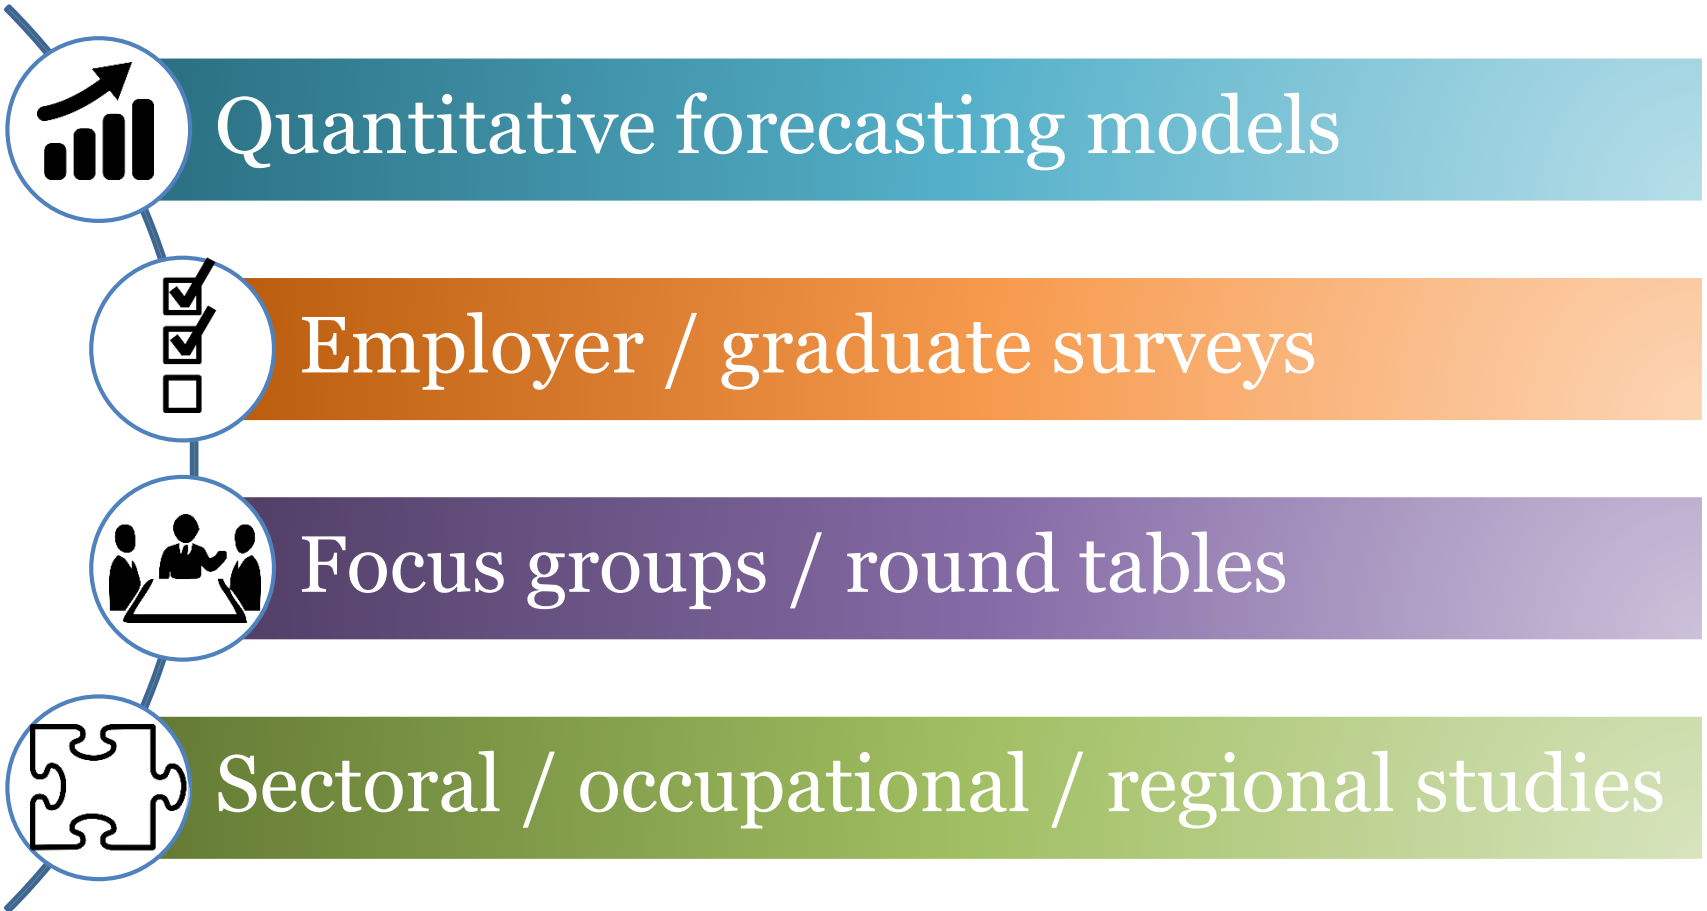 Quantitative forecasting models
Employer / graduate surveys
Focus groups / round tables
Sectoral / occupational / regional studies